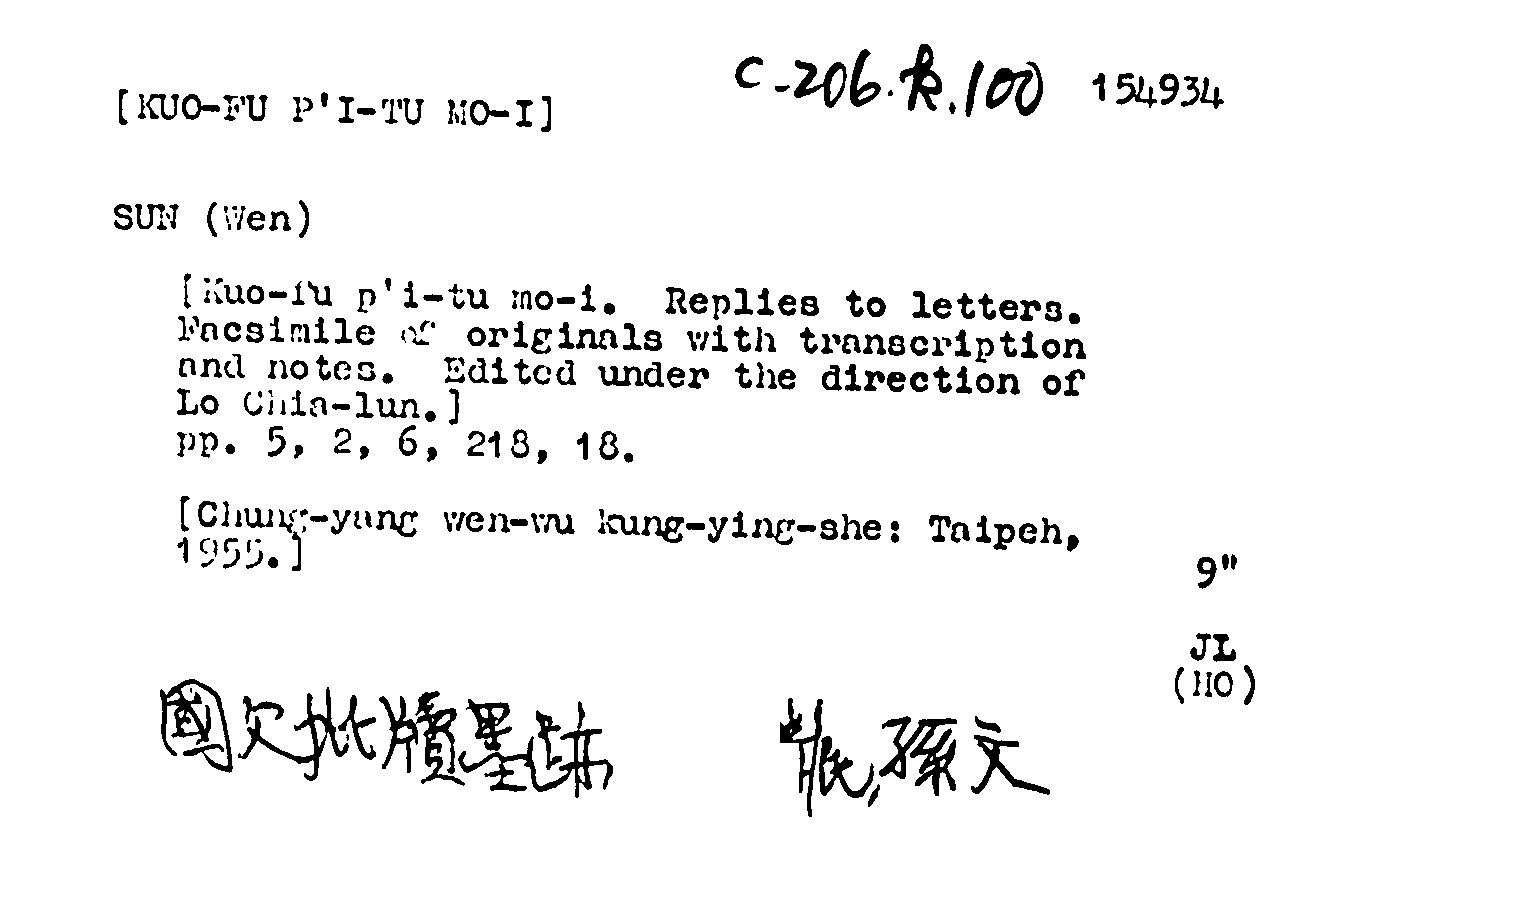 C.206.k.100 154934
[KUO-FU P'I-TU MO-I]
SUN (Wen)
[Kuo-fu p'i-tu mo-i. Replies to letters.
Facsimile of originals with transcription
and notes. Edited under the direction of
Lo Chia-lun.]
pp. 5, 2, 6, 218, 18.
[Chung-yang wen-wu kung-ying-she: Taipeh,
1955.]
9"
JL
(HO)
國父批牘墨跡 孫文